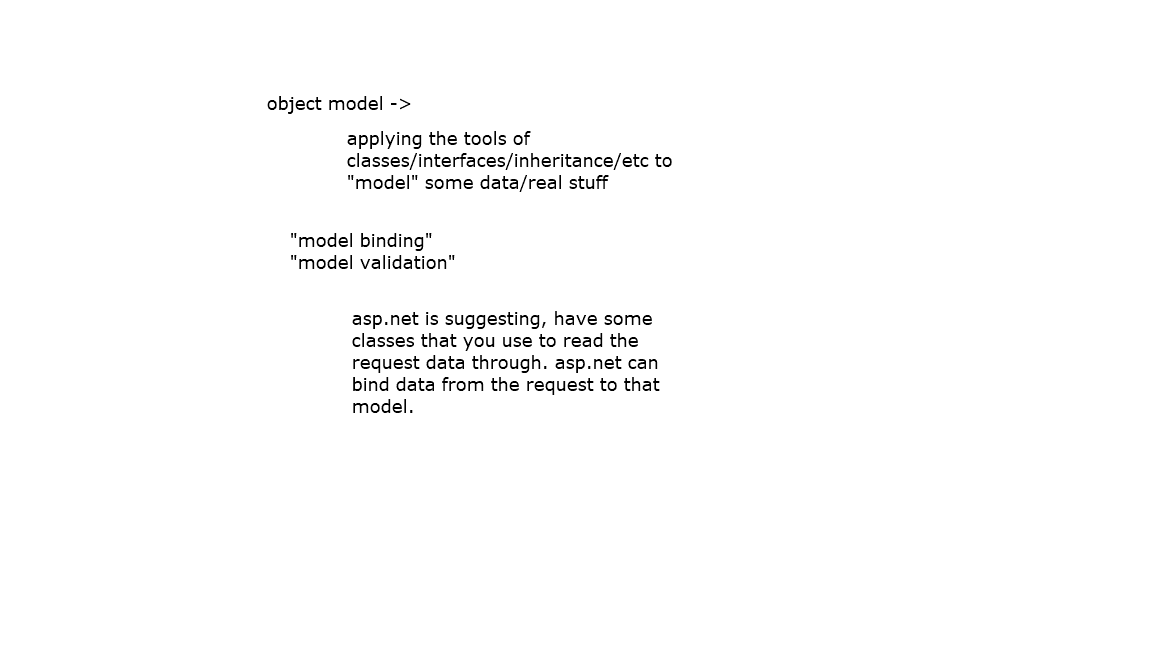 object model ->
applying the tools of
classes/interfaces/inheritance/etc to
"model" some data/real stuff
"model binding"
"model validation"
asp.net is suggesting, have some
classes that you use to read the
request data through. asp.net can
bind data from the request to that
model.